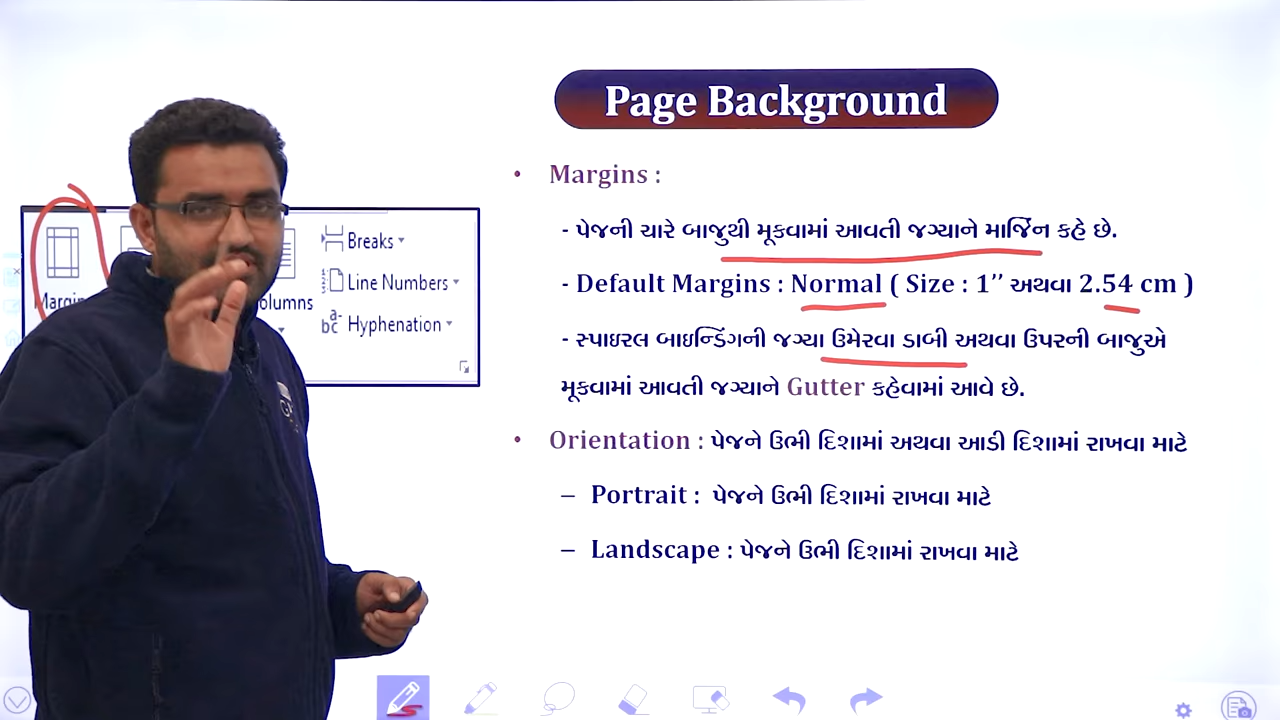 Page Background
• Margins :
- પેજની ચારે બાજુથી મૂકવામાં આવતી જગ્યાને માર્જિન કહે છે.
- Default Margins : Normal ( Size : 1’’ અથવા 2.54 cm )
- સ્પાઇરલ બાઇન્ડિંગની જગ્યા ઉમેરવા ડાબી અથવા ઉપરની બાજુએ
મૂકવામાં આવતી જગ્યાને Gutter કહેવામાં આવે છે.
• Orientation : પેજને ઉભી દિશામાં અથવા આડી દિશામાં રાખવા માટે
– Portrait : પેજને ઉભી દિશામાં રાખવા માટે
– Landscape : પેજને ઉભી દિશામાં રાખવા માટે
Breaks
Line Numbers
Hyphenation